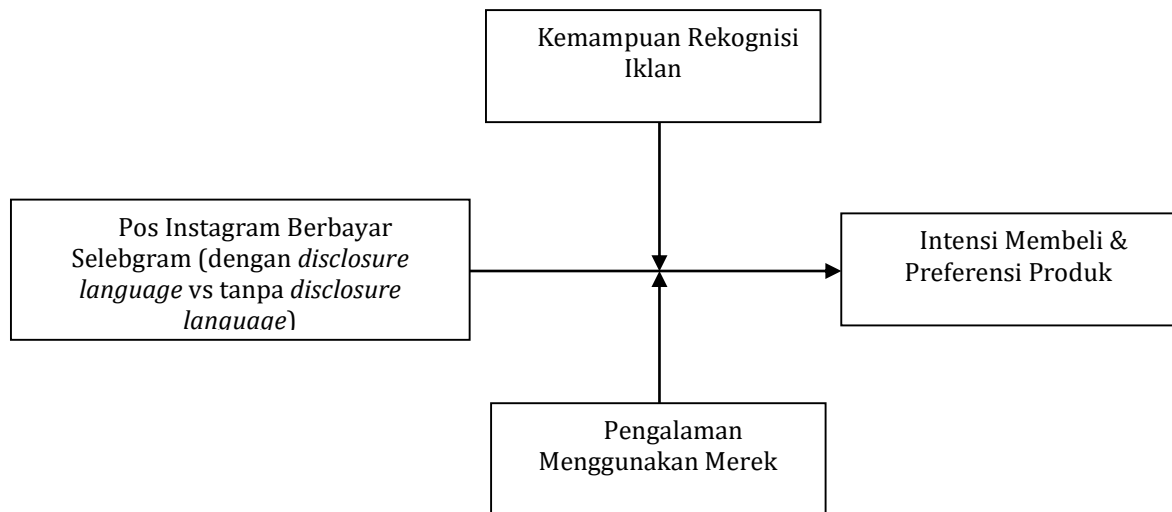 Kemampuan Rekognisi
Iklan
Pos Instagram Berbayar
Selebgram (dengan disclosure
language vs tanpa disclosure
language)
Intensi Membeli &
Preferensi Produk
Pengalaman
Menggunakan Merek